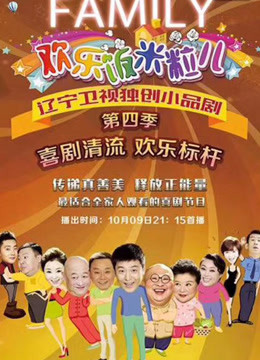 FAMILY
欢乐饭米粒儿
辽宁卫视独创小品剧
第四季
喜剧清流 欢乐标杆
传递真善美 释放正能量
最适合全家人观看的喜剧节目
播出时间：10月09日21：15首播